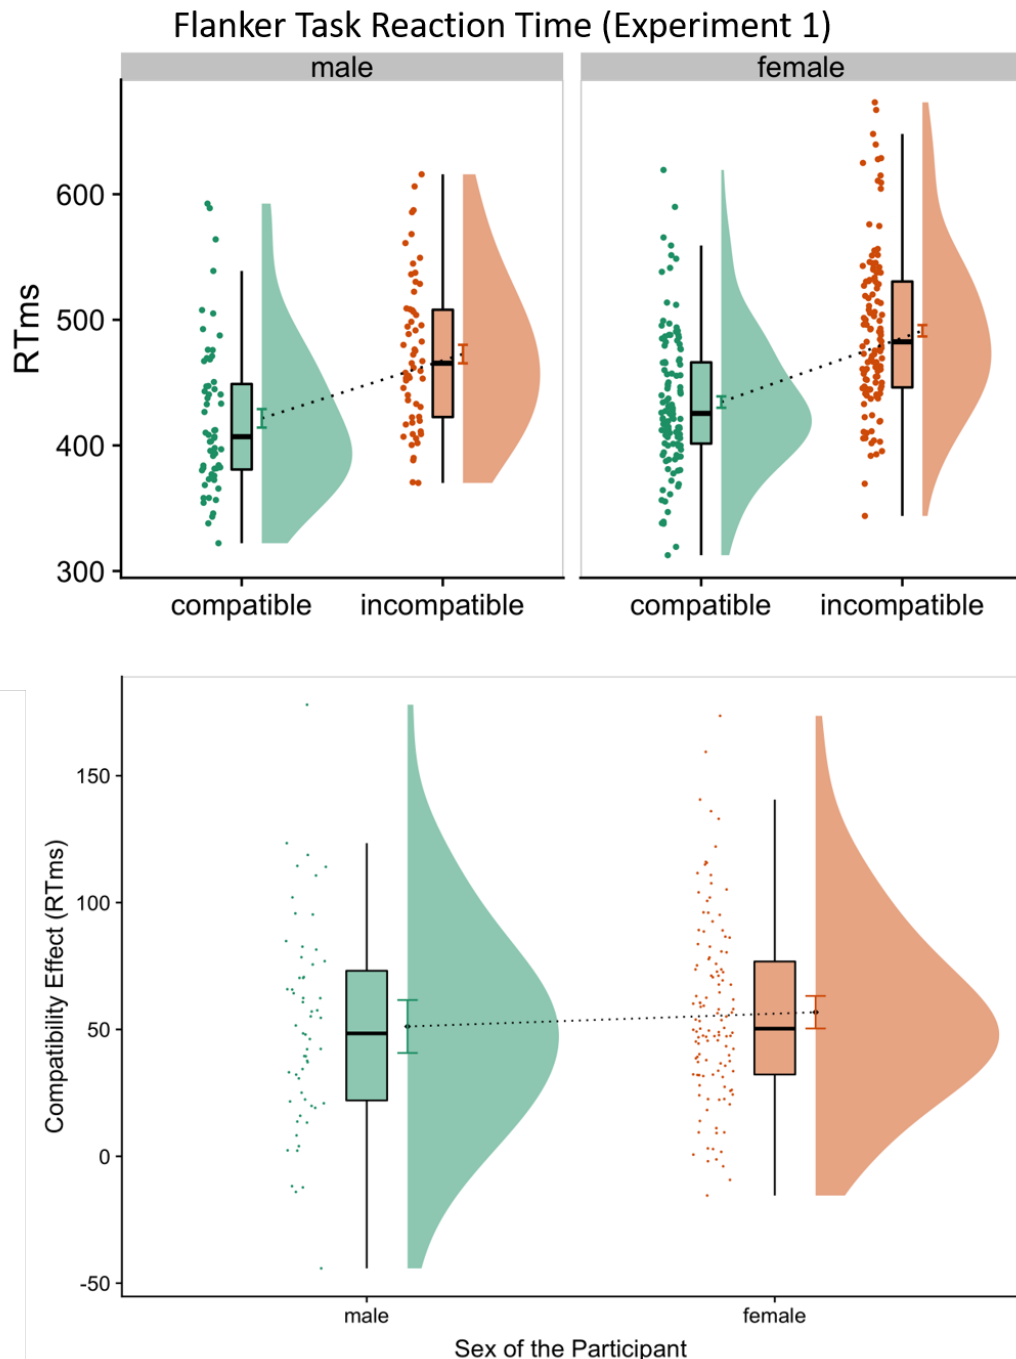 Flanker Task Reaction Time (Experiment 1)
male
female
RTms
600
500
400
300
compatible
incompatible
compatible
incompatible
Compatibility Effect (RTms)
150
100
50
0
-50
male
female
Sex of the Participant